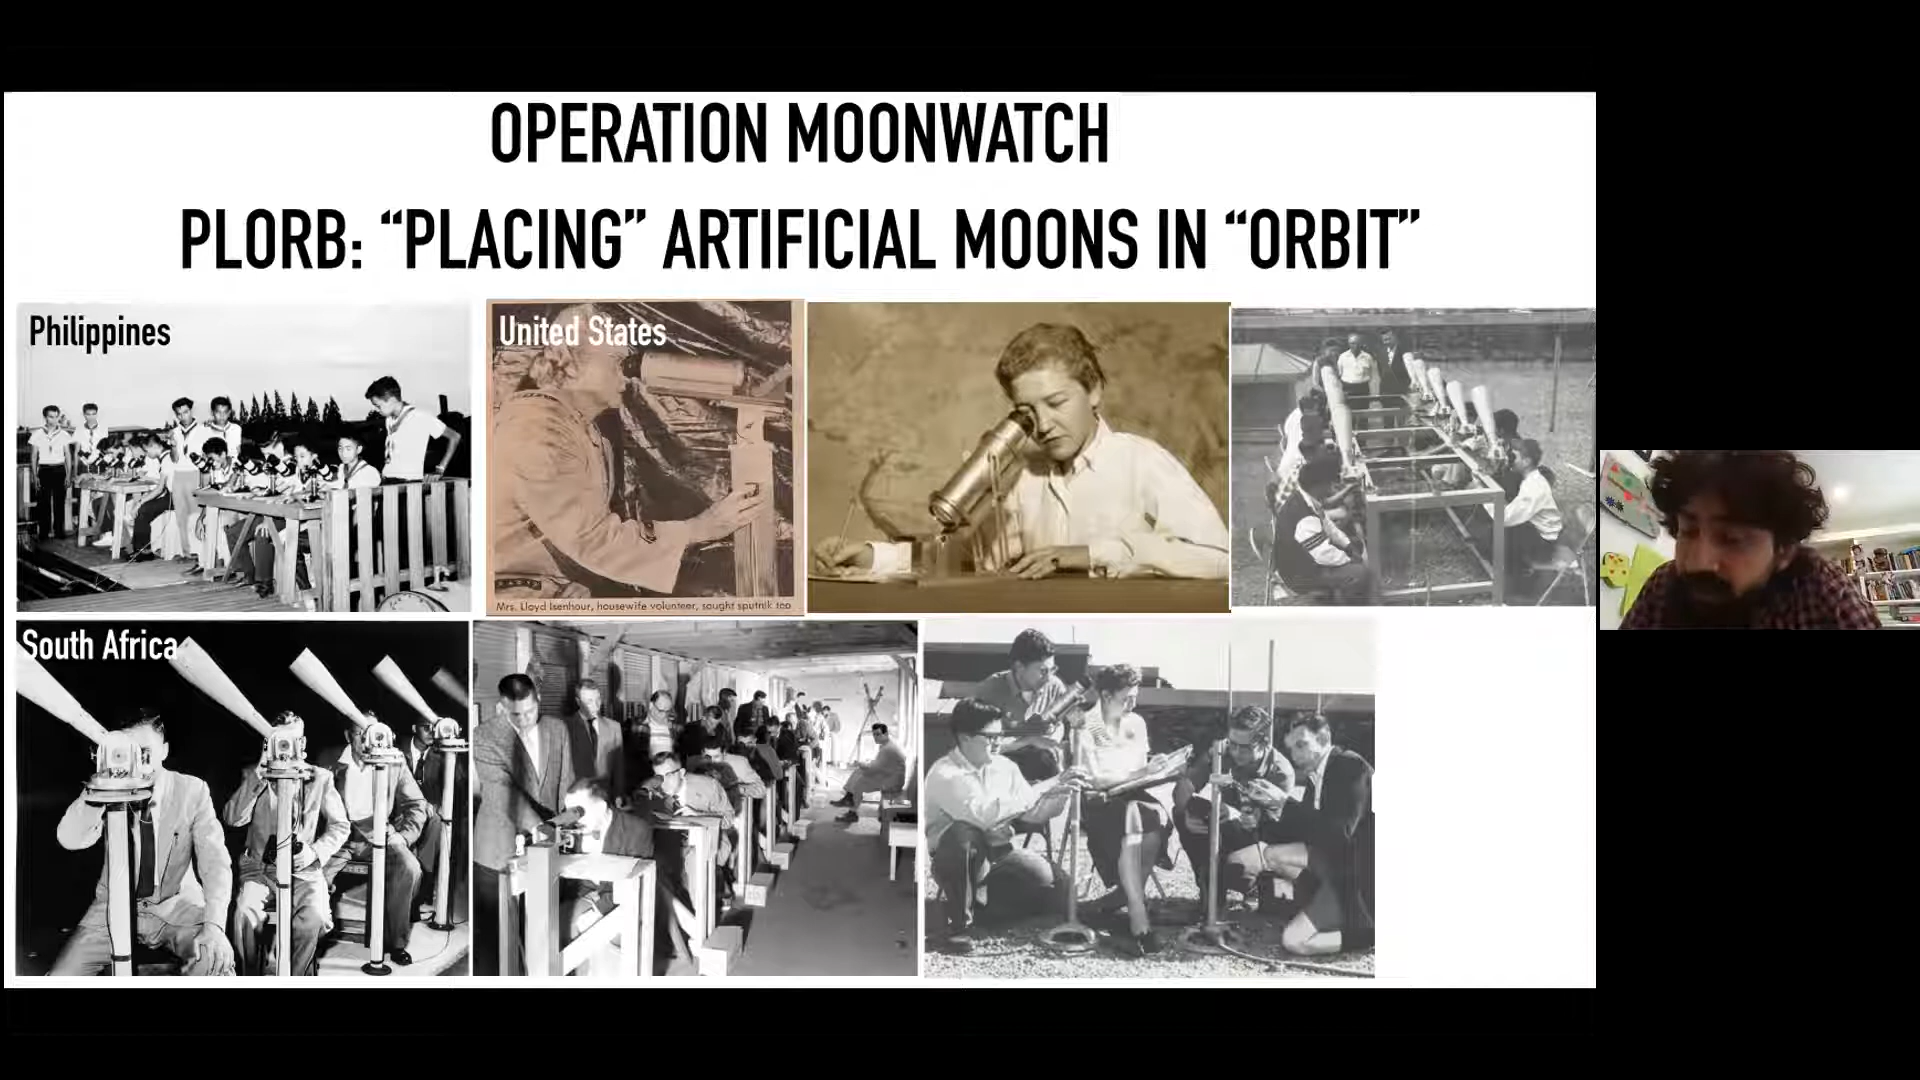 OPERATION MOONWATCH
PLORB: “PLACING” ARTIFICIAL MOONS IN “ORBIT”
Philippines
United States
Mrs. Lloyd Isenhour, housewife volunteer, sought sputnik too
South Africa